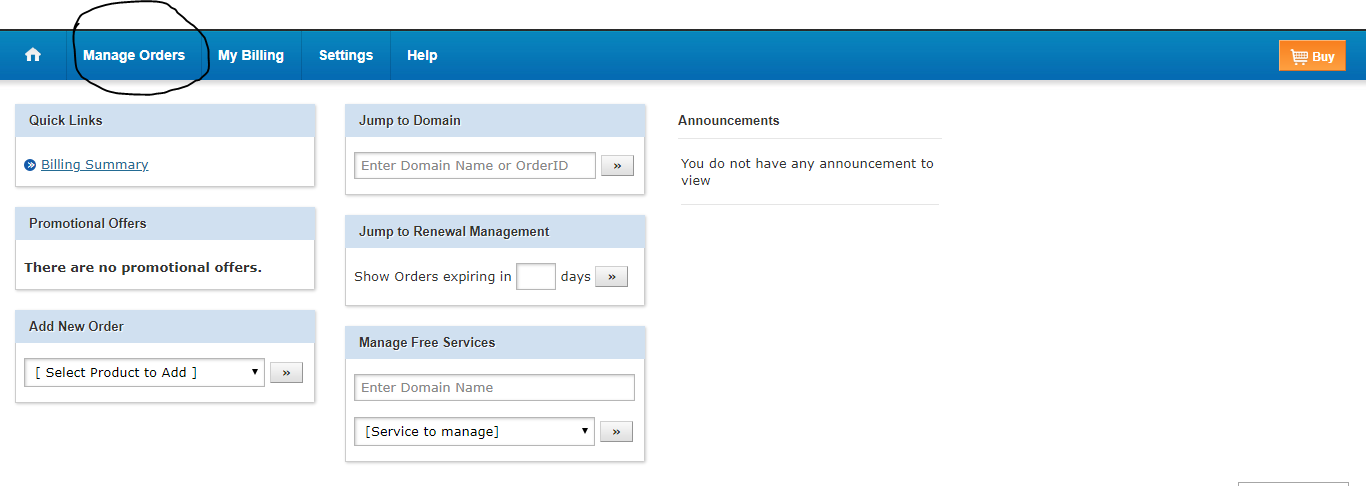 Manage Orders
My Billing
Settings
Help
Buy
Quick Links
Billing Summary
Promotional Offers
There are no promotional offers.
Add New Order
[ Select Product to Add ]
»
Jump to Domain
Enter Domain Name or OrderID
»
Jump to Renewal Management
Show Orders expiring in
days
»
Manage Free Services
Enter Domain Name
[Service to manage]
»
Announcements
You do not have any announcement to
view